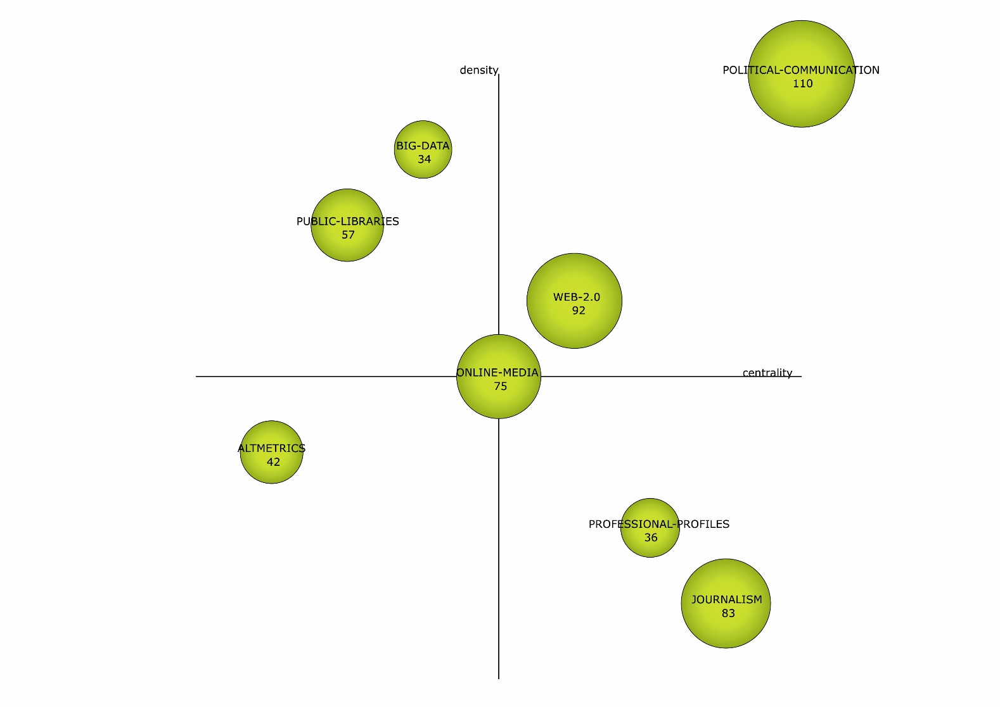 density
POLITICAL-COMMUNICATION
110
BIG-DATA
34
PUBLIC-LIBRARIES
57
WEB-2.0
92
ONLINE-MEDIA
75
centrality
ALTMETRICS
42
PROFESSIONAL-PROFILES
36
JOURNALISM
83